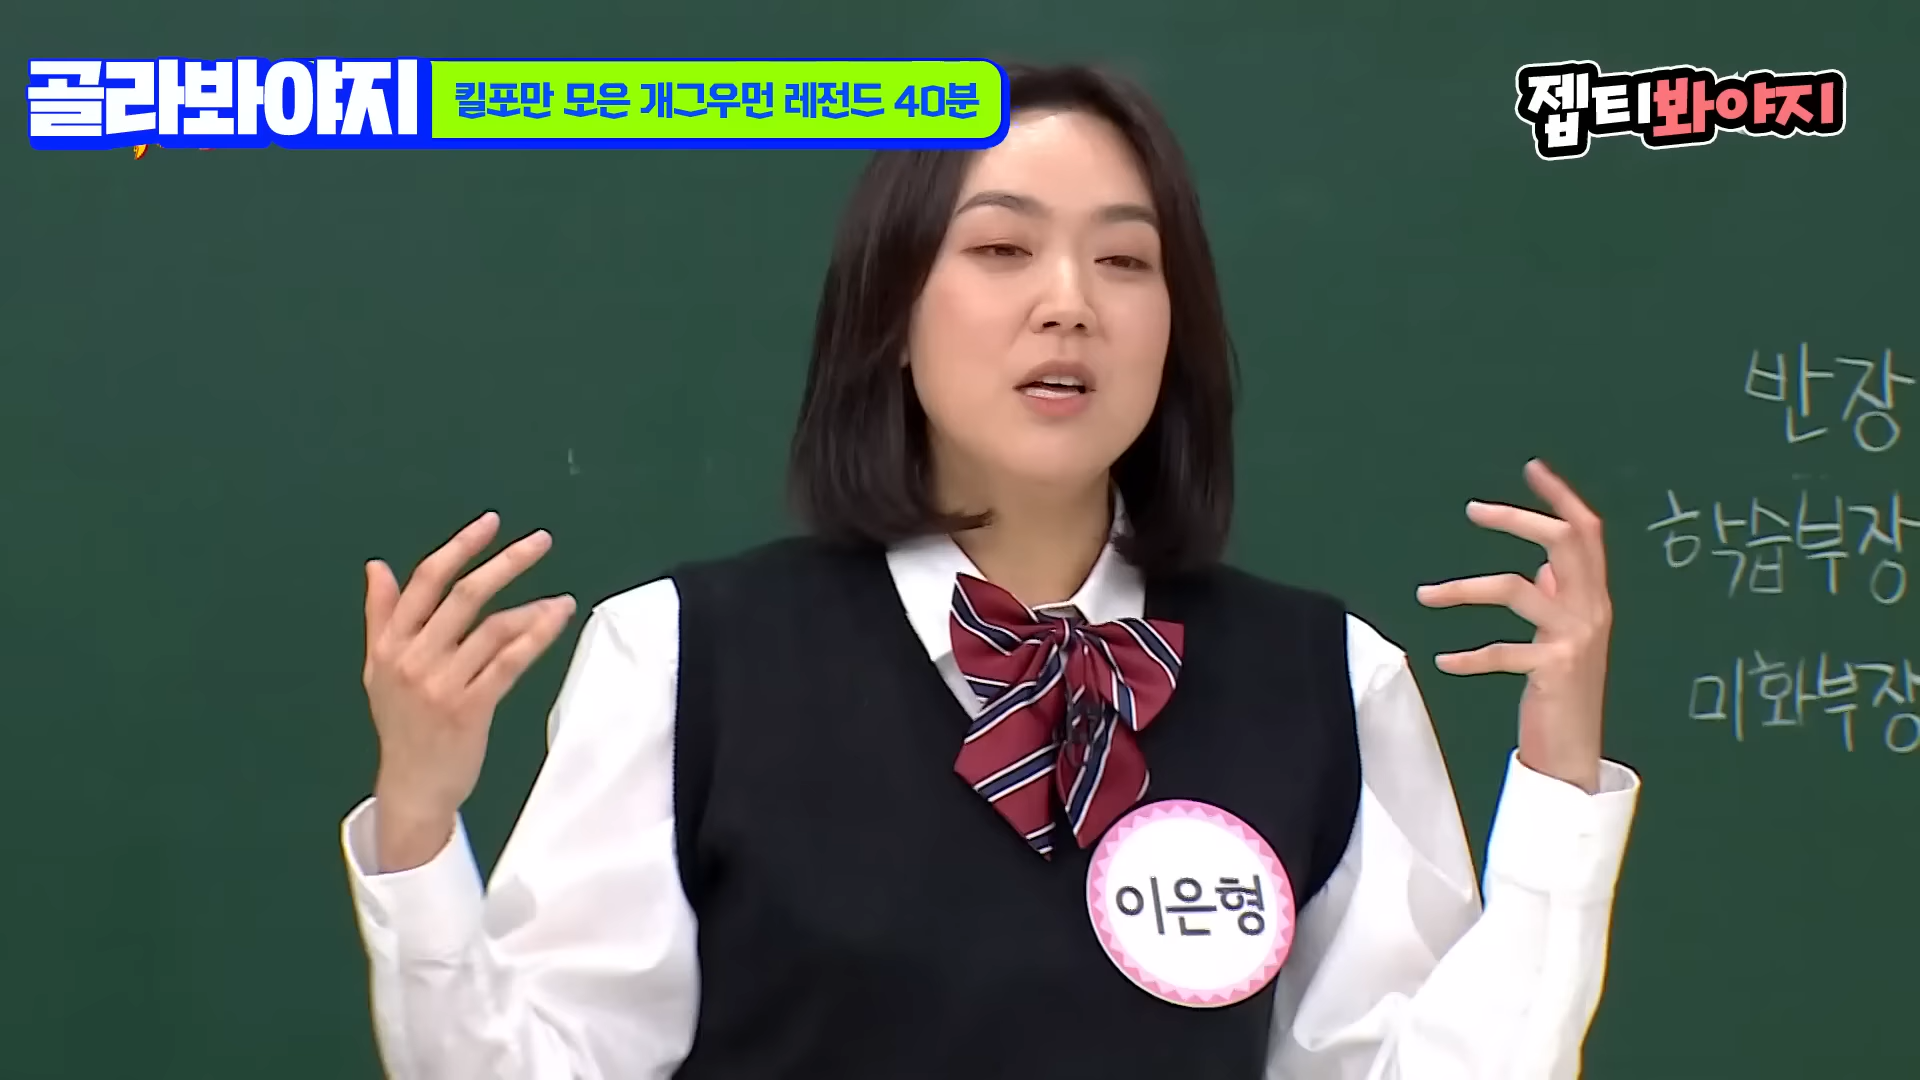 골라봐야지
킬포만 모은 개그우먼 레전드 40분
젭티봐야지
반장
학습부장
미화부장
이은형